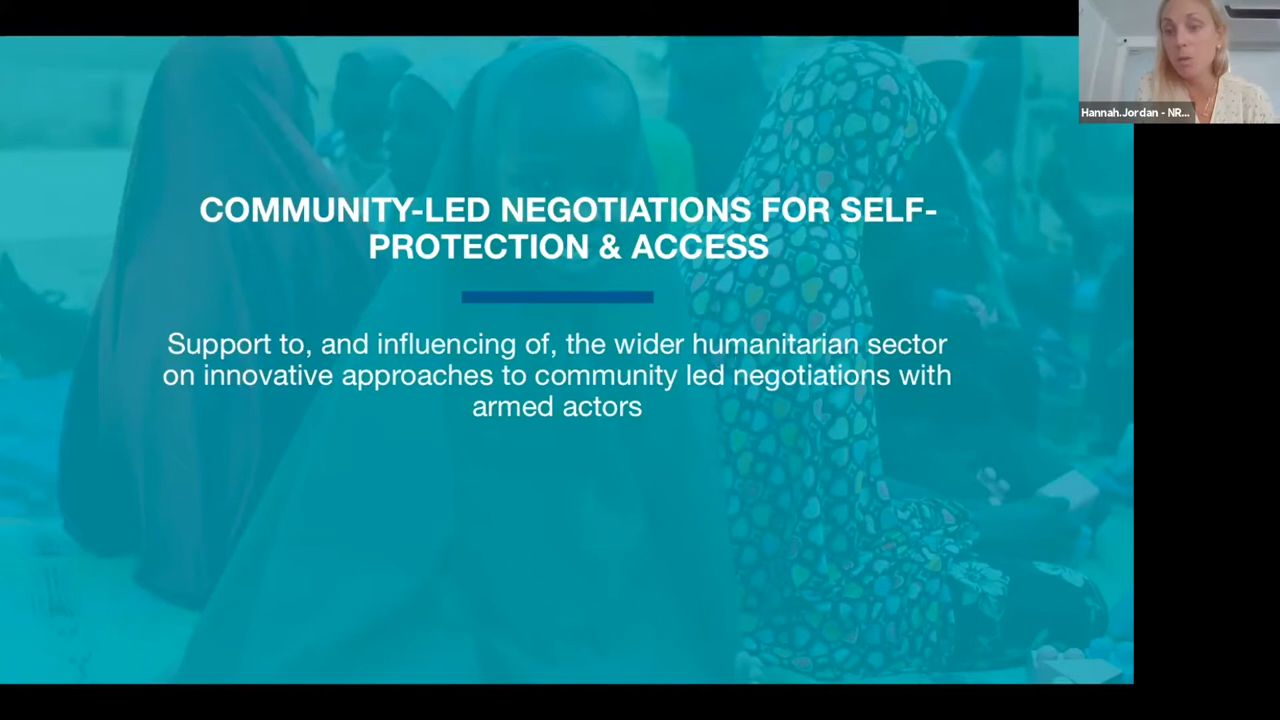 COMMUNITY-LED NEGOTIATIONS FOR SELF-
PROTECTION & ACCESS
Support to, and influencing of, the wider humanitarian sector
on innovative approaches to community led negotiations with
armed actors
Hannah.Jordan - NR...